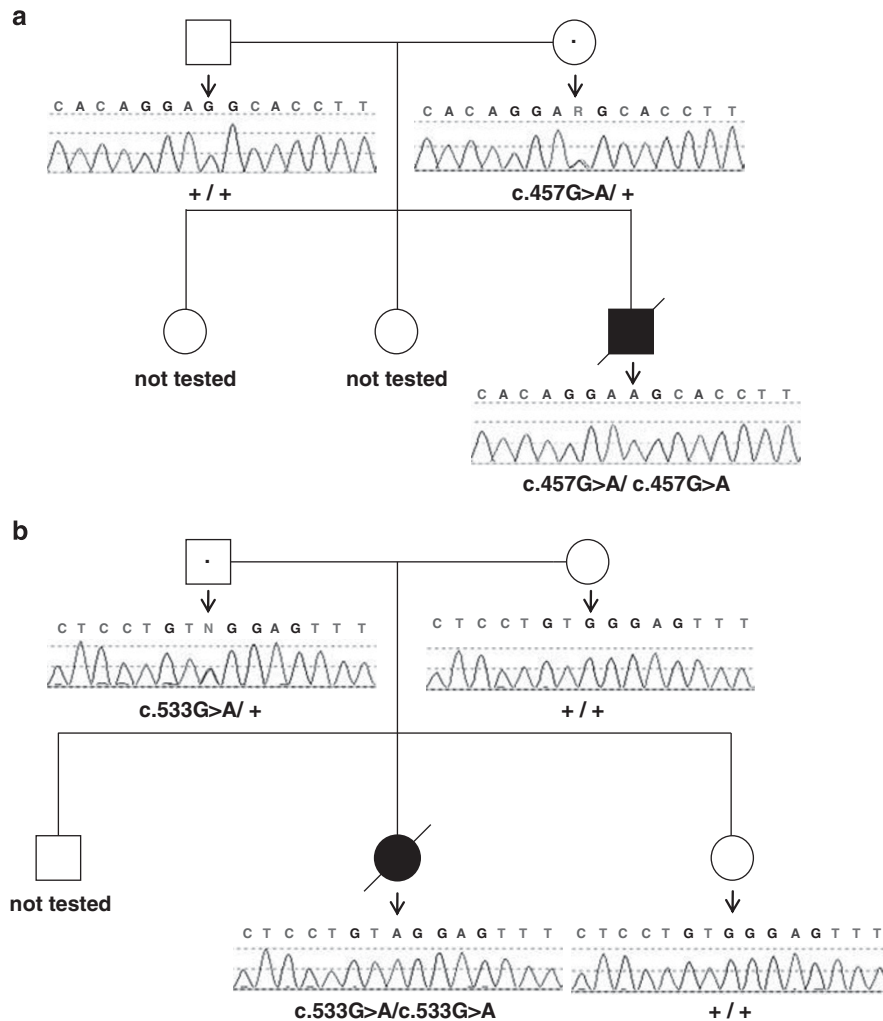 a
C A C A G G A G G C A C C T T
C A C A G G A R G C A C C T T
+ / +
c.457G>A/ +
not tested
not tested
C A C A G G A A G C A C C T T
c.457G>A/ c.457G>A
b
C T C C T G T N G G A G T T T
C T C C T G T G G G A G T T T
c.533G>A/ +
+ / +
not tested
C T C C T G T A G G A G T T T
C T C C T G T G G G A G T T T
c.533G>A/c.533G>A
+ / +